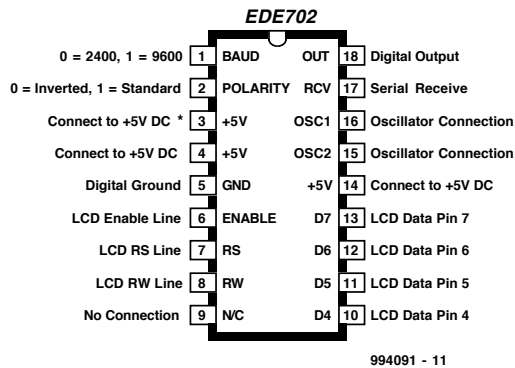 EDE702
0 = 2400, 1 = 9600 1 BAUD OUT 18 Digital Output
0 = Inverted, 1 = Standard 2 POLARITY RCV 17 Serial Receive
Connect to +5V DC * 3 +5V OSC1 16 Oscillator Connection
Connect to +5V DC 4 +5V OSC2 15 Oscillator Connection
Digital Ground 5 GND +5V 14 Connect to +5V DC
LCD Enable Line 6 ENABLE D7 13 LCD Data Pin 7
LCD RS Line 7 RS D6 12 LCD Data Pin 6
LCD RW Line 8 RW D5 11 LCD Data Pin 5
No Connection 9 N/C D4 10 LCD Data Pin 4
994091 - 11